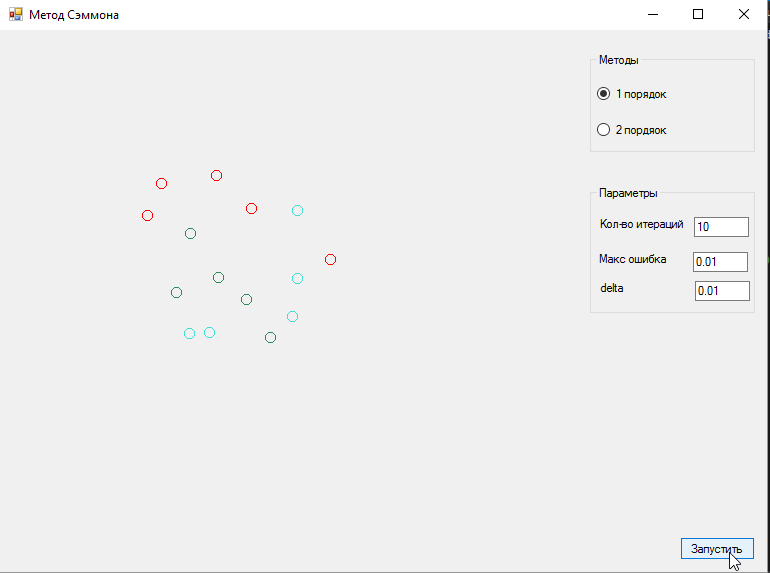 Метод Сэммона
Методы
1 порядок
2 пордяок
Параметры
Кол-во итераций 10
Макс ошибка 0.01
delta 0.01
Запустить